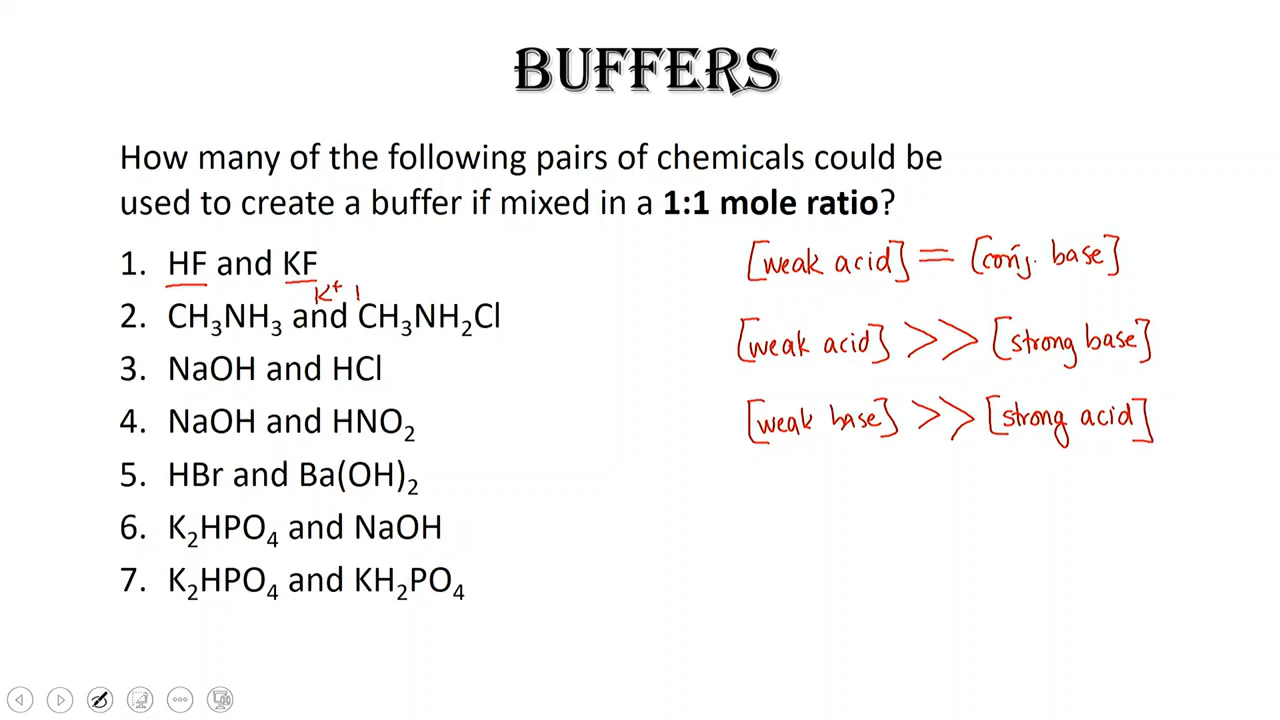 BUFFERS
How many of the following pairs of chemicals could be
used to create a buffer if mixed in a 1:1 mole ratio?
1. HF and KF
K+
2. CH₃NH₃ and CH₃NH₂Cl
3. NaOH and HCl
4. NaOH and HNO₂
5. HBr and Ba(OH)₂
6. K₂HPO₄ and NaOH
7. K₂HPO₄ and KH₂PO₄
[weak acid] = [conj. base]
[weak acid] >> [strong base]
[weak base] >> [strong acid]